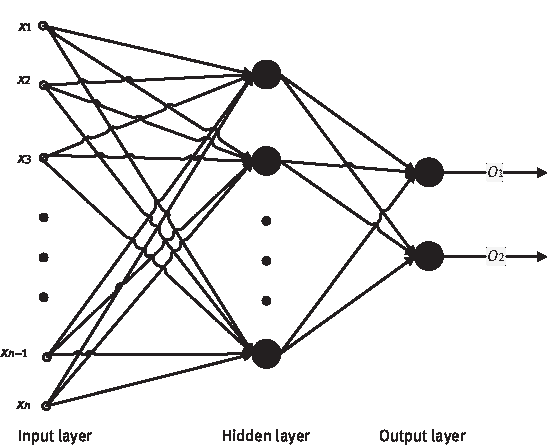 x1
x2
x3
xn−1
xn
O1
O2
Input layer
Hidden layer
Output layer